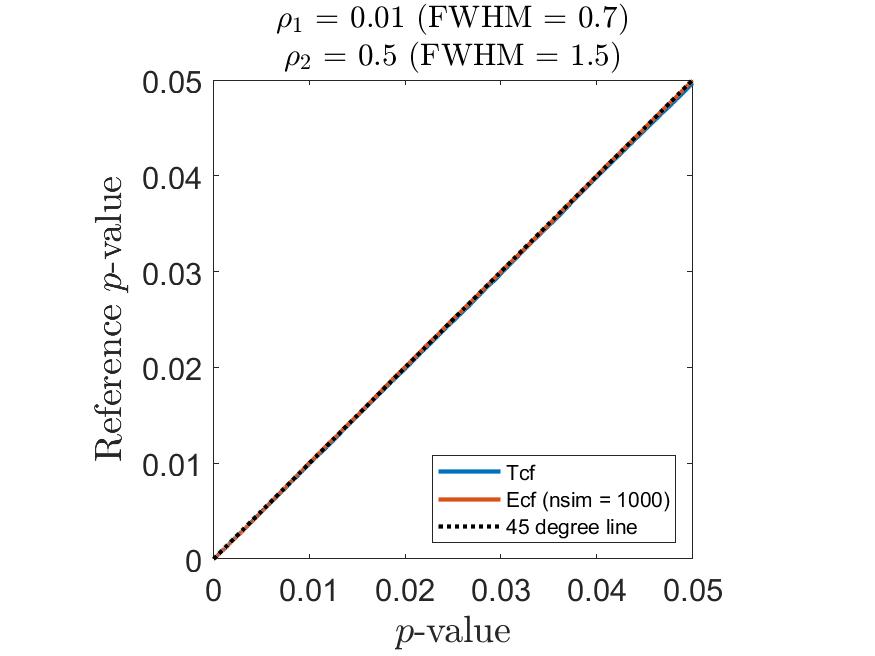 ρ₁ = 0.01 (FWHM = 0.7)
ρ₂ = 0.5 (FWHM = 1.5)
Reference p-value
0.05
0.04
0.03
0.02
0.01
0
Tcf
Ecf (nsim = 1000)
45 degree line
0 0.01 0.02 0.03 0.04 0.05
p-value